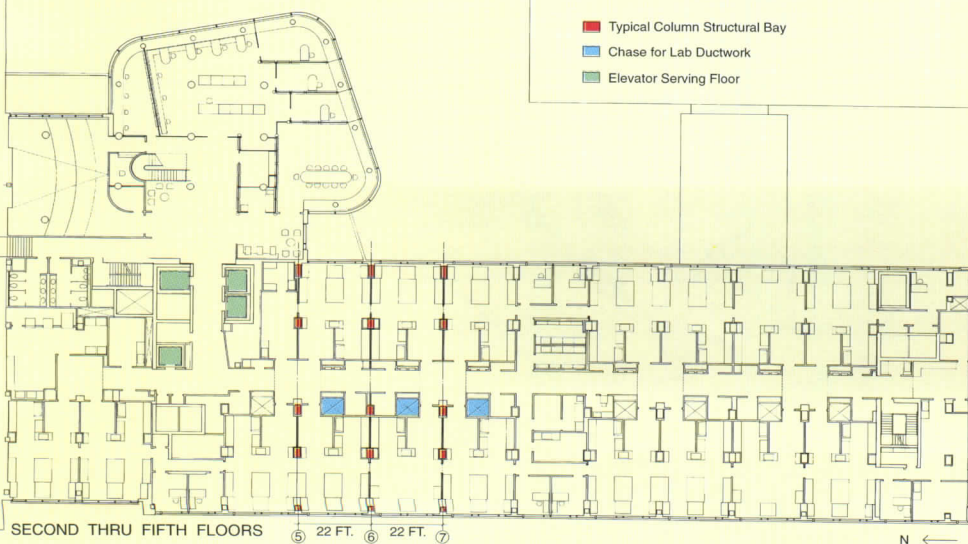 Typical Column Structural Bay
Chase for Lab Ductwork
Elevator Serving Floor
SECOND THRU FIFTH FLOORS
5 22 FT. 6 22 FT. 7
N